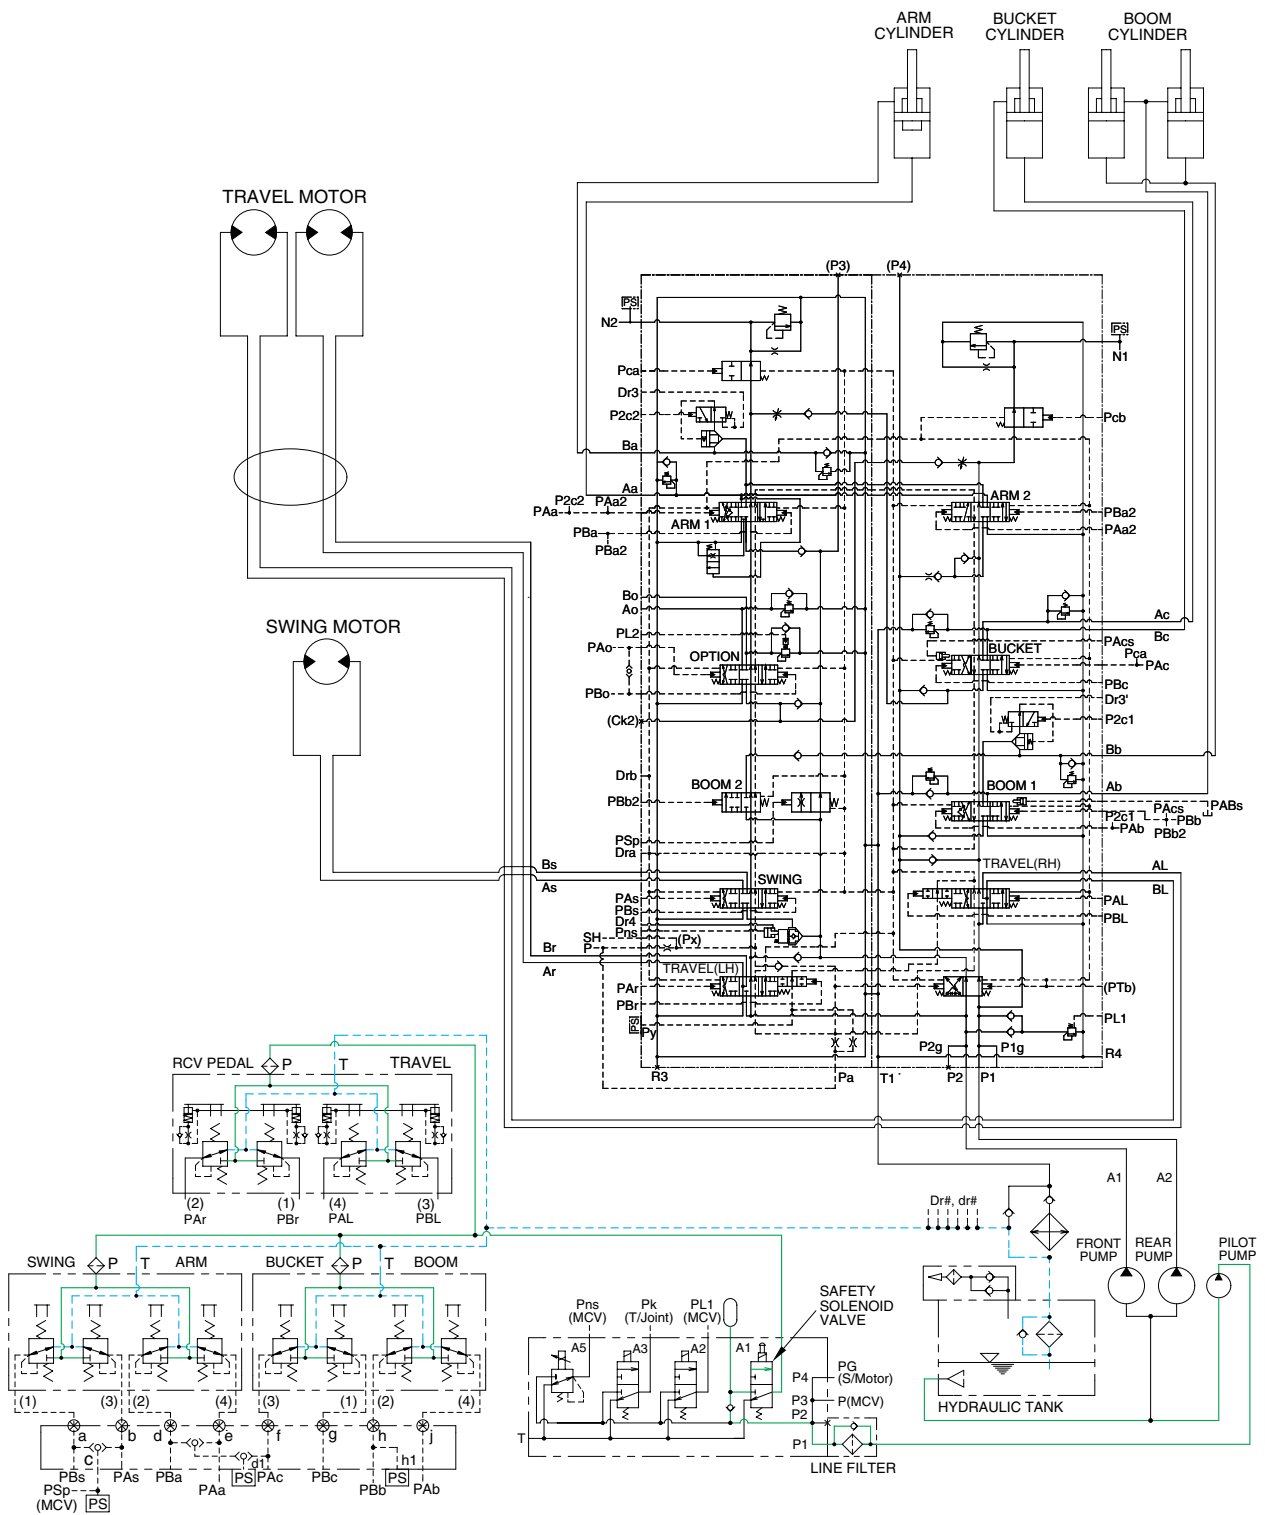 ARM
CYLINDER
BUCKET
CYLINDER
BOOM
CYLINDER
TRAVEL MOTOR
(P3)
(P4)
PS
N2
PS
N1
Pca
Dr3
P2c2
Pcb
Ba
Aa
P2c2
PAa2
PAa
ARM 1
ARM 2
PBa2
PAa2
PBa
PBa2
Bo
Ao
PL2
PAo
OPTION
PBo
(Ck2)
Ac
Bc
PAcs
BUCKET
Pca
PAc
PBc
Dr3'
P2c1
Bb
SWING MOTOR
Drb
BOOM 2
PBb2
PSp
Dra
BOOM 1
Ab
PAcs
PABs
P2c1
PBb
PAb
PBb2
TRAVEL(RH)
Bs
As
SWING
PAs
PBs
Dr4
Pns
SH
P
(Px)
AL
BL
PAL
PBL
Br
Ar
TRAVEL(LH)
PAr
PBr
PS
Py
(PTb)
PL1
P2g
P1g
R4
R3
Pa
T1
P2
P1
RCV PEDAL
P
T
TRAVEL
(2)
PAr
(1)
PBr
(4)
PAL
(3)
PBL
Dr#, dr#
A1
A2
FRONT
PUMP
REAR
PUMP
PILOT
PUMP
SWING
P
T
ARM
BUCKET
P
T
BOOM
(1)
(3)
(2)
(4)
(3)
(1)
(2)
(4)
a
b
d
e
f
g
h
j
c
d1
h1
PBs
PAs
PBa
PAa
PS
PAc
PBc
PBb
PS
PAb
PSp
(MCV)
PS
Pns
(MCV)
Pk
(T/Joint)
PL1
(MCV)
SAFETY
SOLENOID
VALVE
A5
A3
A2
A1
P4
PG
(S/Motor)
P3
P(MCV)
P2
T
P1
LINE FILTER
HYDRAULIC TANK